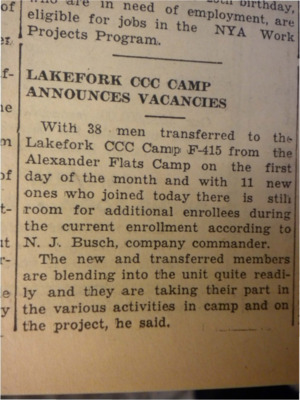 who are in need of employment, are
eligible for jobs in the NYA Work
Projects Program.
LAKEFORK CCC CAMP
ANNOUNCES VACANCIES
With 38 men transferred to the
Lakefork CCC Camp F-415 from the
Alexander Flats Camp on the first
day of the month and with 11 new
ones who joined today there is still
room for additional enrollees during
the current enrollment according to
N. J. Busch, company commander.
The new and transferred members
are blending into the unit quite readi-
ly and they are taking their part in
the various activities in camp and on
the project, he said.